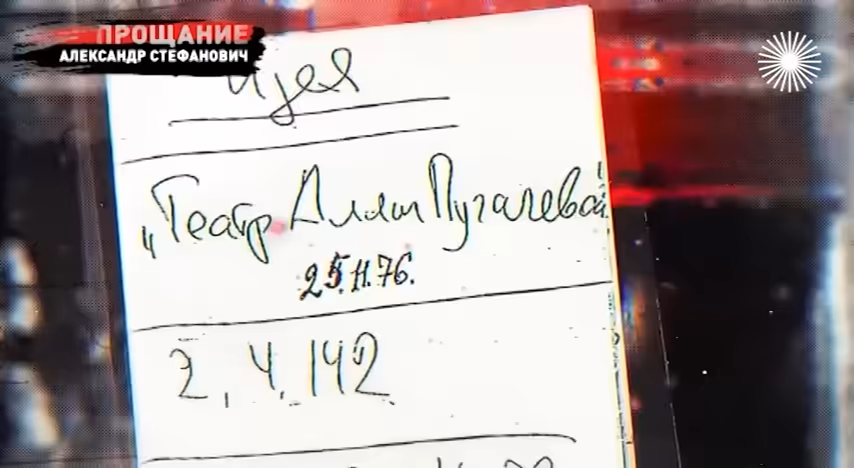 ПРОЩАНИЕ
АЛЕКСАНДР СТЕФАНОВИЧ
Идея
„Театр Аллы Пугачевой"
25.11.76.
2, 4, 142